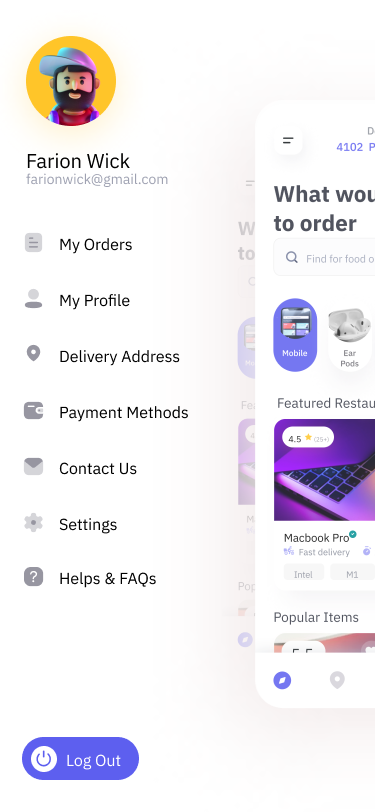 Farion Wick
farionwick@gmail.com
My Orders
My Profile
Delivery Address
Payment Methods
Contact Us
Settings
Helps & FAQs
Log Out
4102 P
What wou
to order
Find for food o
Mobile
Ear
Pods
Featured Restau
4.5 (25+)
Macbook Pro
Fast delivery
Intel M1
Popular Items